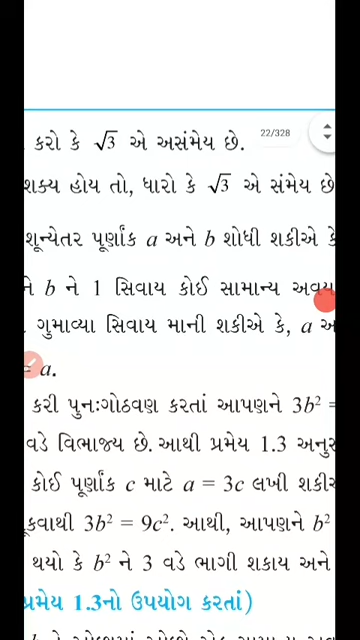 કરો કે √3 એ અસંમેય છે.
22/328
શક્ય હોય તો, ધારો કે √3 એ સંમેય છે
શૂન્યેતર પૂર્ણાંક a અને b શોધી શકીએ કે
ને b ને 1 સિવાય કોઈ સામાન્ય અવય
ગુમાવ્યા સિવાય માની શકીએ કે, a અ
= a.
કરી પુનઃગોઠવણ કરતાં આપણને 3b² =
વડે વિભાજ્ય છે. આથી પ્રમેય 1.3 અનુસ
કોઈ પૂર્ણાંક c માટે a = 3c લખી શકીએ
કવાથી 3b² = 9c². આથી, આપણને b²
થયો કે b² ને 3 વડે ભાગી શકાય અને
પ્રમેય 1.3નો ઉપયોગ કરતાં)